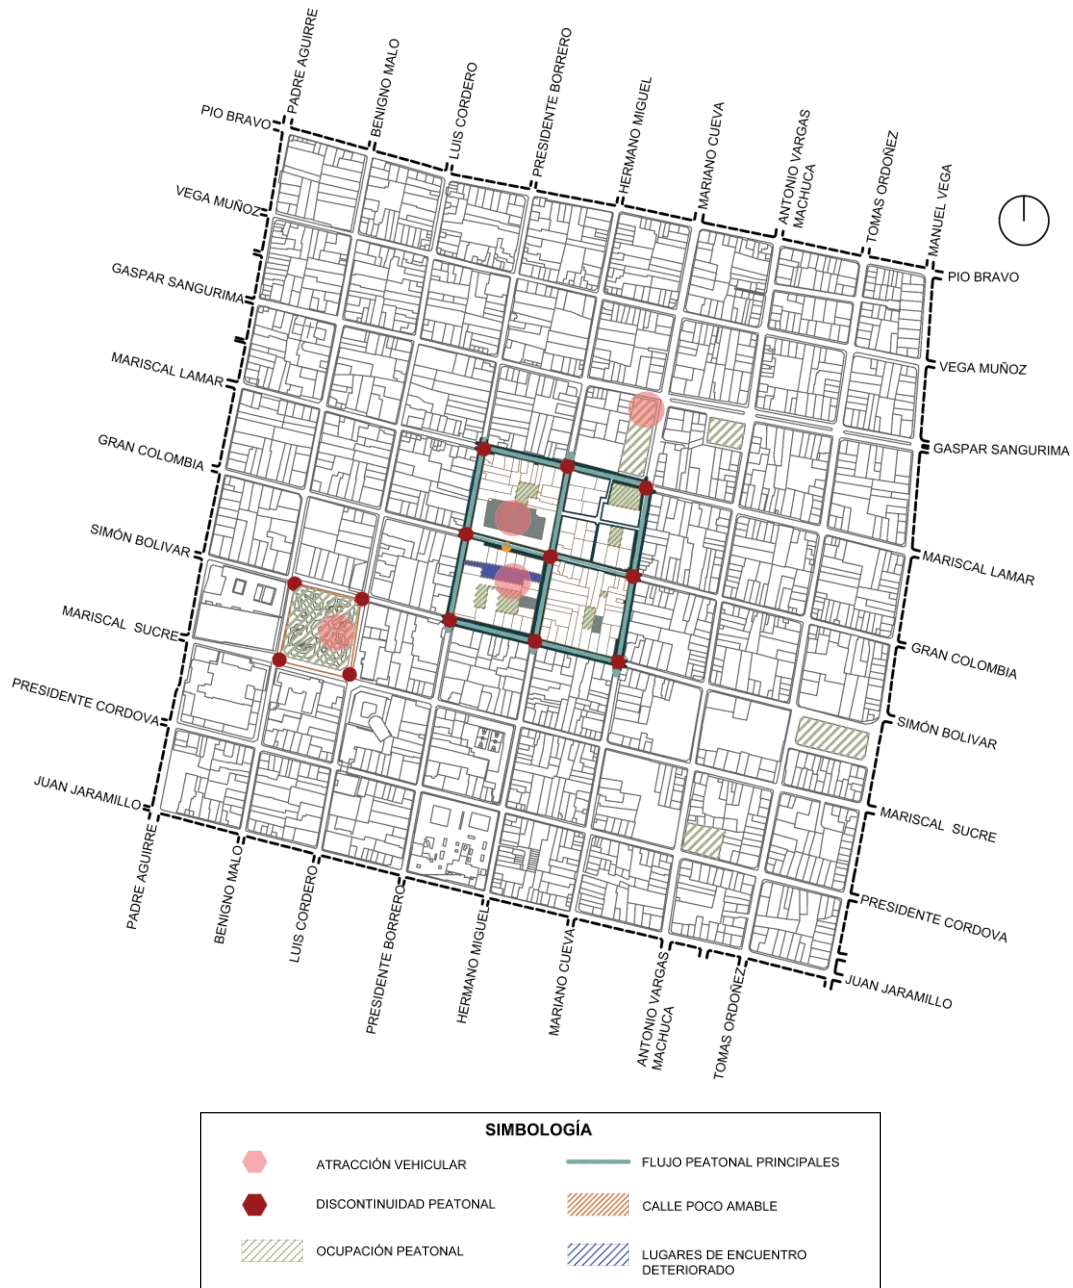 PADRE AGUIRRE
BENIGNO MALO
LUIS CORDERO
PRESIDENTE BORRERO
HERMANO MIGUEL
MARIANO CUEVA
ANTONIO VARGAS
MACHUCA
TOMAS ORDOÑEZ
MANUEL VEGA
PIO BRAVO
VEGA MUÑOZ
GASPAR SANGURIMA
MARISCAL LAMAR
GRAN COLOMBIA
SIMÓN BOLIVAR
MARISCAL SUCRE
PRESIDENTE CORDOVA
JUAN JARAMILLO
PIO BRAVO
VEGA MUÑOZ
GASPAR SANGURIMA
MARISCAL LAMAR
GRAN COLOMBIA
SIMÓN BOLIVAR
MARISCAL SUCRE
PRESIDENTE CORDOVA
JUAN JARAMILLO
PADRE AGUIRRE
BENIGNO MALO
LUIS CORDERO
PRESIDENTE BORRERO
HERMANO MIGUEL
MARIANO CUEVA
ANTONIO VARGAS
MACHUCA
TOMAS ORDOÑEZ
SIMBOLOGÍA
ATRACCIÓN VEHICULAR
FLUJO PEATONAL PRINCIPALES
DISCONTINUIDAD PEATONAL
CALLE POCO AMABLE
OCUPACIÓN PEATONAL
LUGARES DE ENCUENTRO
DETERIORADO